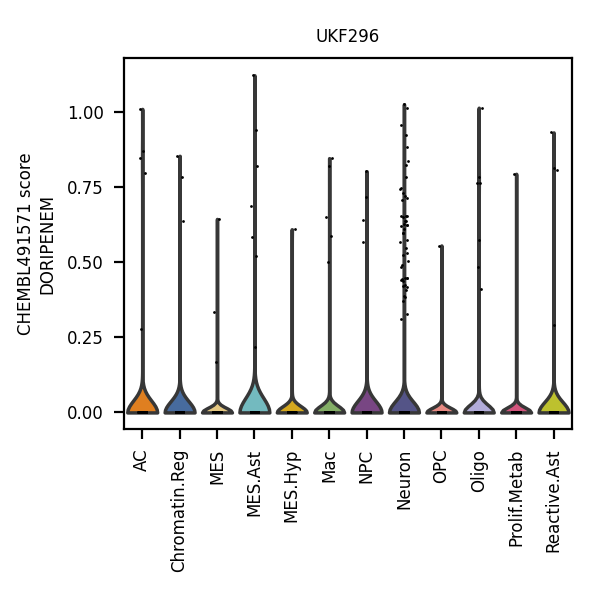 UKF296
CHEMBL491571 score
DORIPENEM
1.00
0.75
0.50
0.25
0.00
AC
Chromatin.Reg
MES
MES.Ast
MES.Hyp
Mac
NPC
Neuron
OPC
Oligo
Prolif.Metab
Reactive.Ast